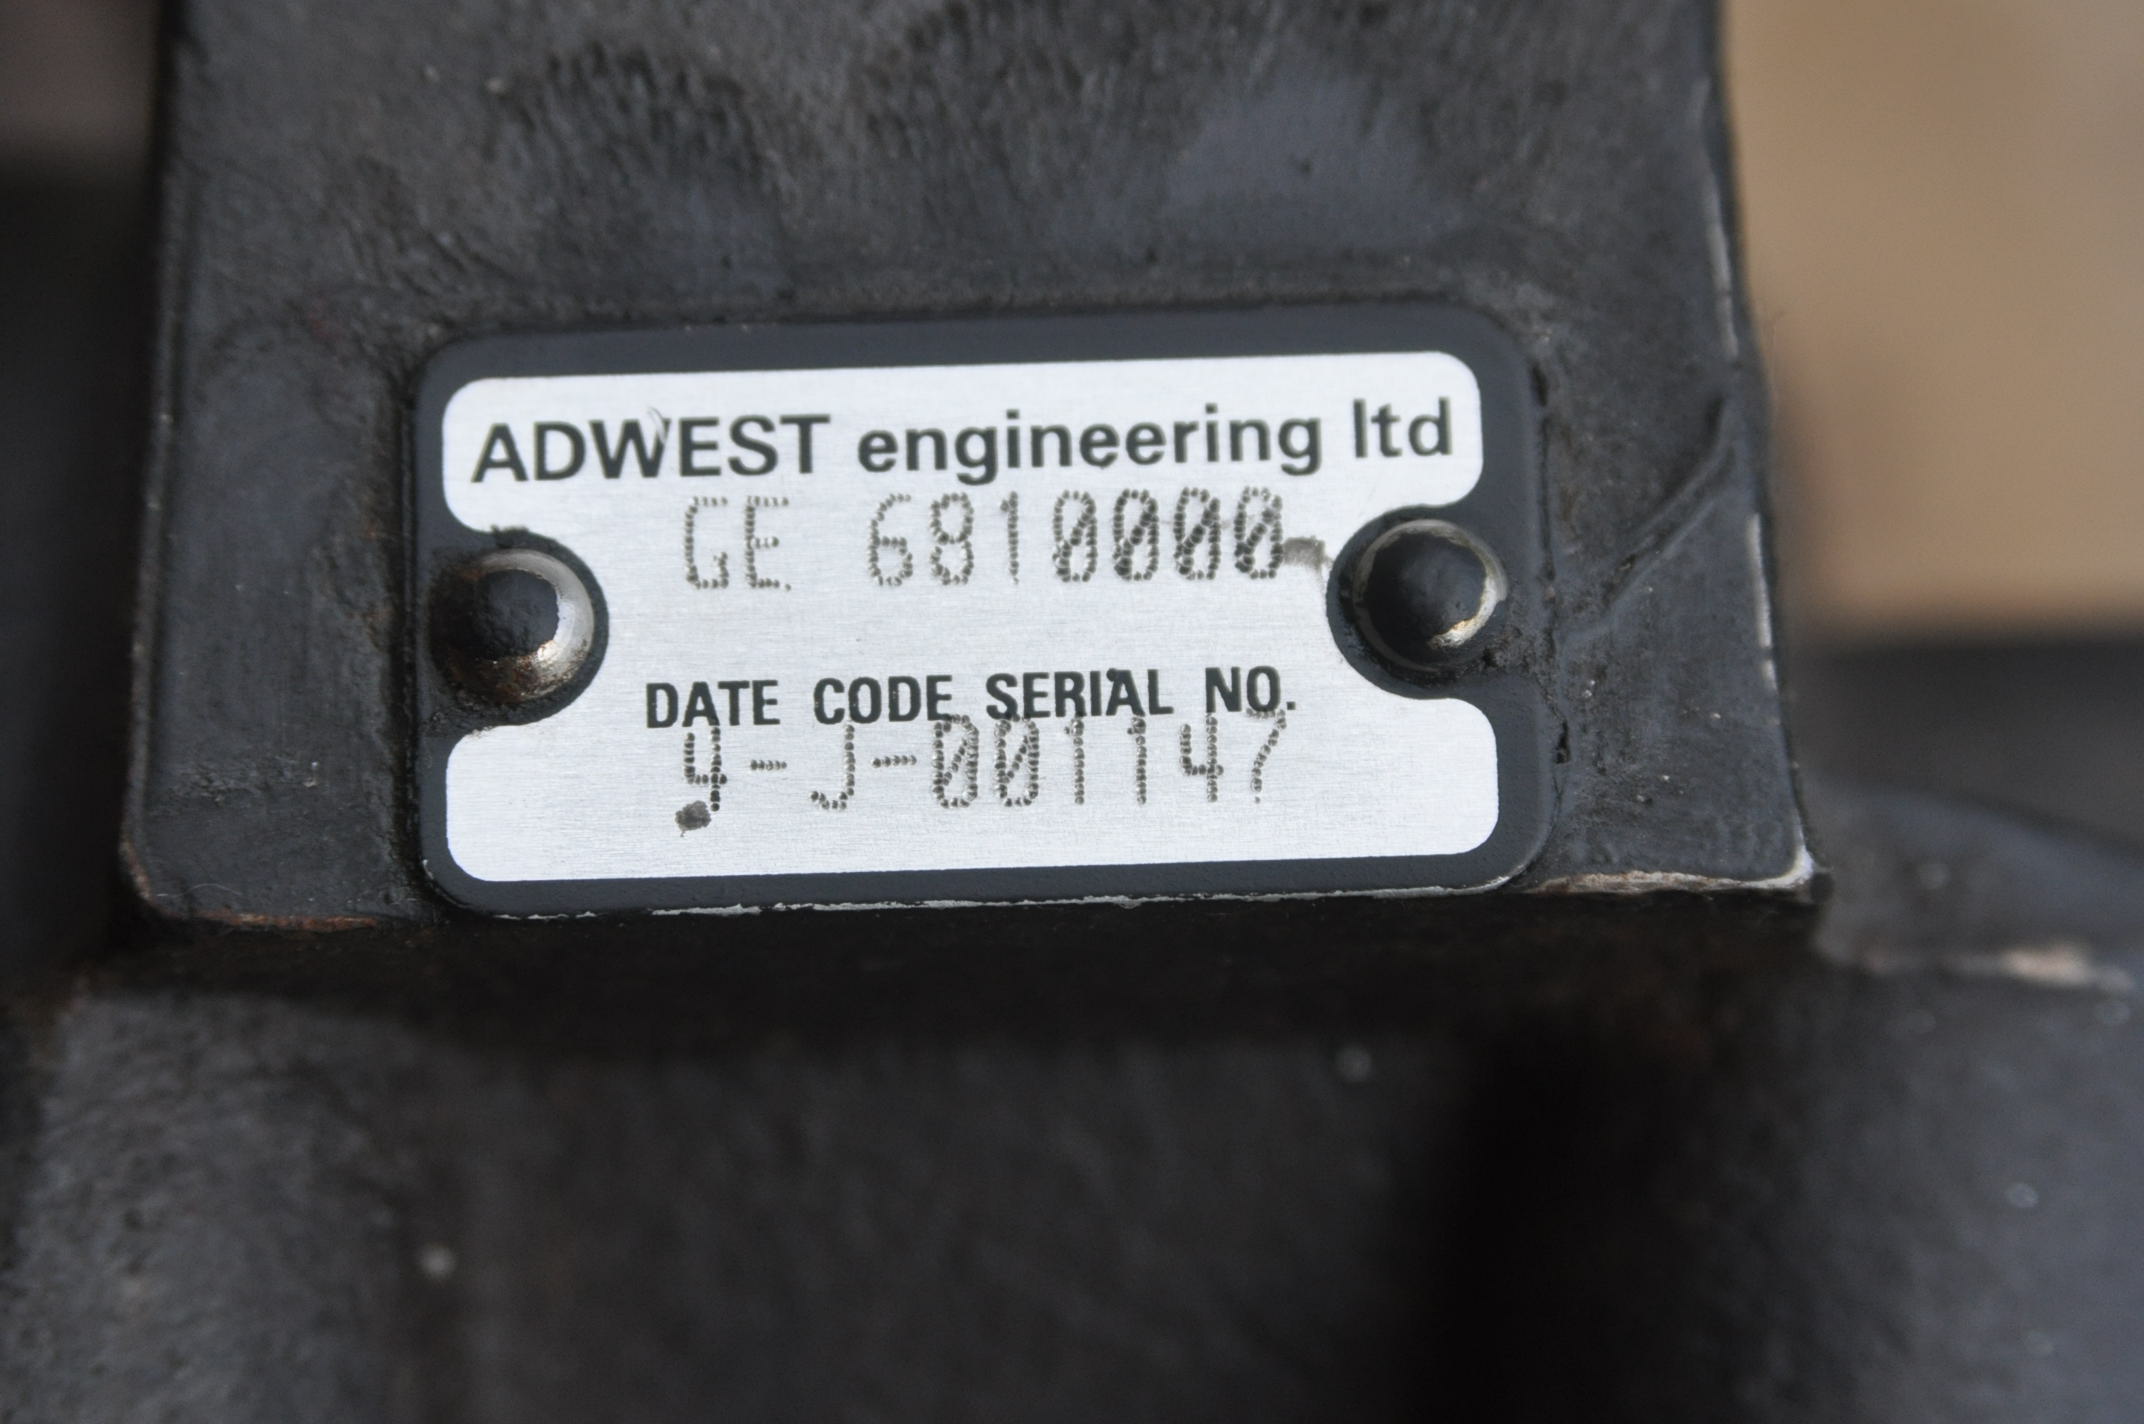 ADWEST engineering ltd
GE 6810000
DATE CODE SERIAL NO.
9-J-001147